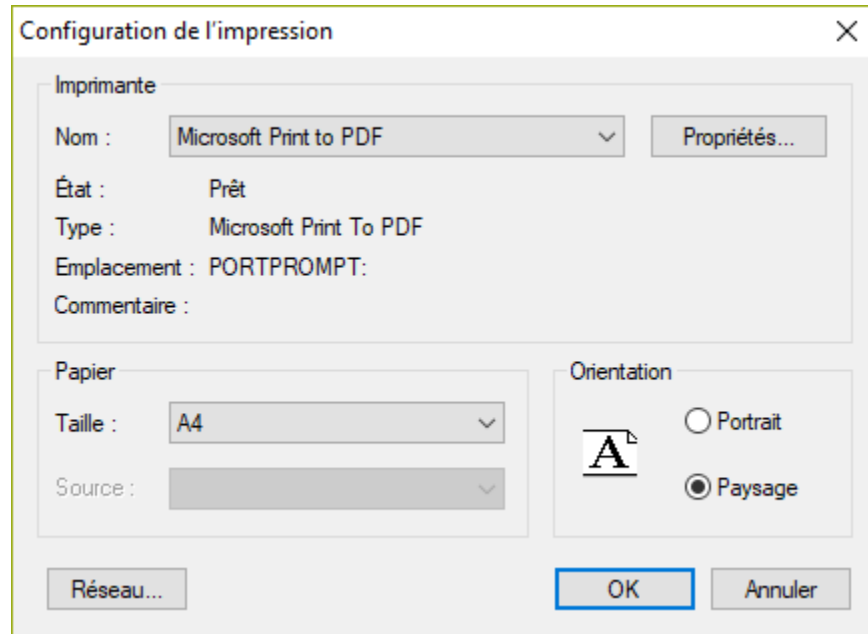 Configuration de l'impression
Imprimante
Nom : Microsoft Print to PDF Propriétés...
État : Prêt
Type : Microsoft Print To PDF
Emplacement : PORTPROMPT:
Commentaire :
Papier
Taille : A4
Source :
Orientation
A
Portrait
Paysage
Réseau... OK Annuler